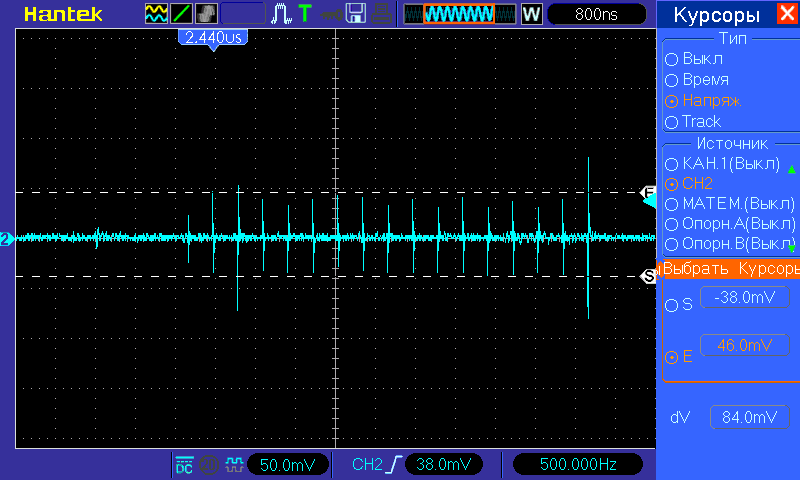 Hantek
T
W
800ns
Курсоры
2.440us
Тип
Выкл
Время
Напряж
Track
Источник
КАН.1(Выкл)
CH2
МАТЕМ.(Выкл)
Опорн.А(Выкл)
Опорн.В(Выкл)
E
2
S
Выбрать Курсоры
S
-38.0mV
E
46.0mV
dV
84.0mV
DC
20
50.0mV
CH2
38.0mV
500.000Hz